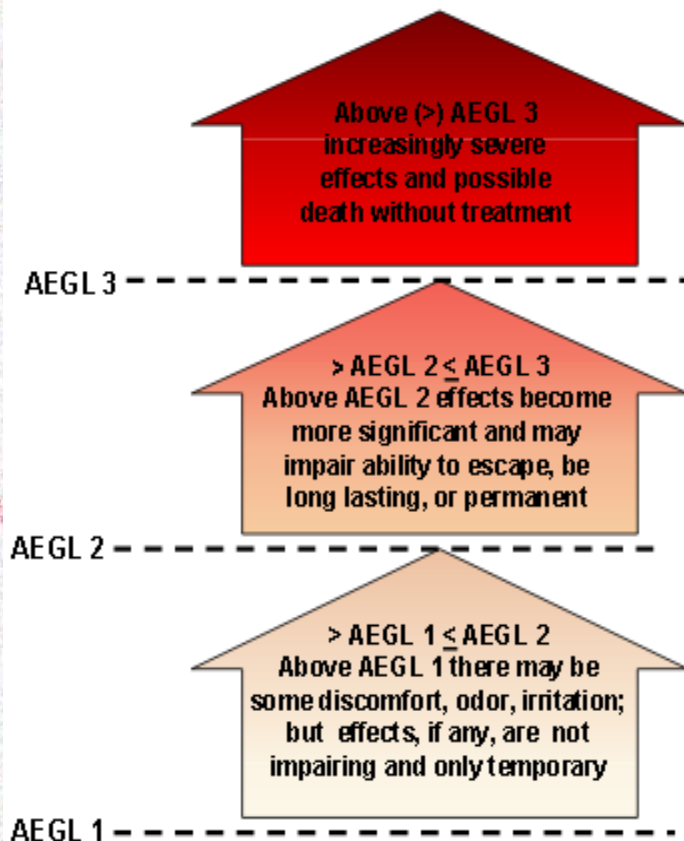 Above (>) AEGL 3
increasingly severe
effects and possible
death without treatment
AEGL 3
> AEGL 2 ≤ AEGL 3
Above AEGL 2 effects become
more significant and may
impair ability to escape, be
long lasting, or permanent
AEGL 2
> AEGL 1 ≤ AEGL 2
Above AEGL 1 there may be
some discomfort, odor, irritation;
but effects, if any, are not
impairing and only temporary
AEGL 1